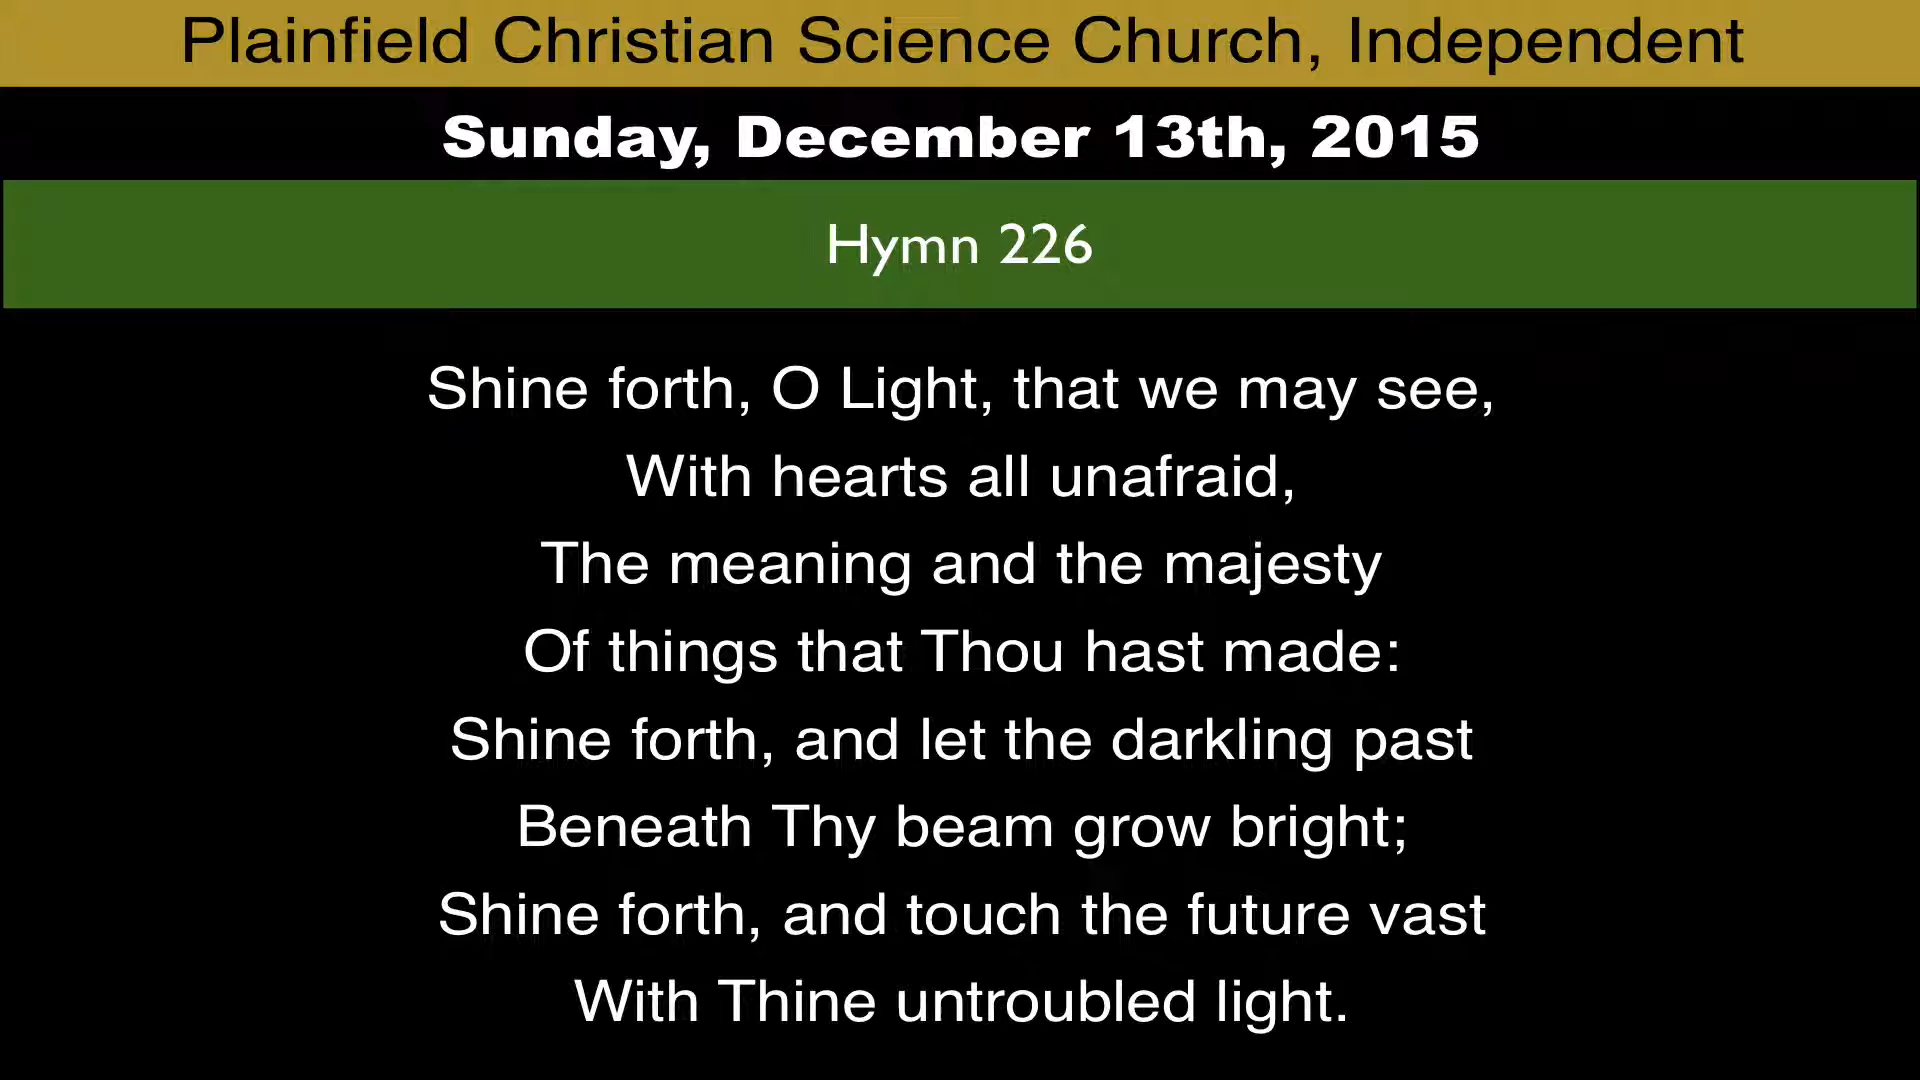 Plainfield Christian Science Church, Independent
Sunday, December 13th, 2015
Hymn 226
Shine forth, O Light, that we may see,
With hearts all unafraid,
The meaning and the majesty
Of things that Thou hast made:
Shine forth, and let the darkling past
Beneath Thy beam grow bright;
Shine forth, and touch the future vast
With Thine untroubled light.